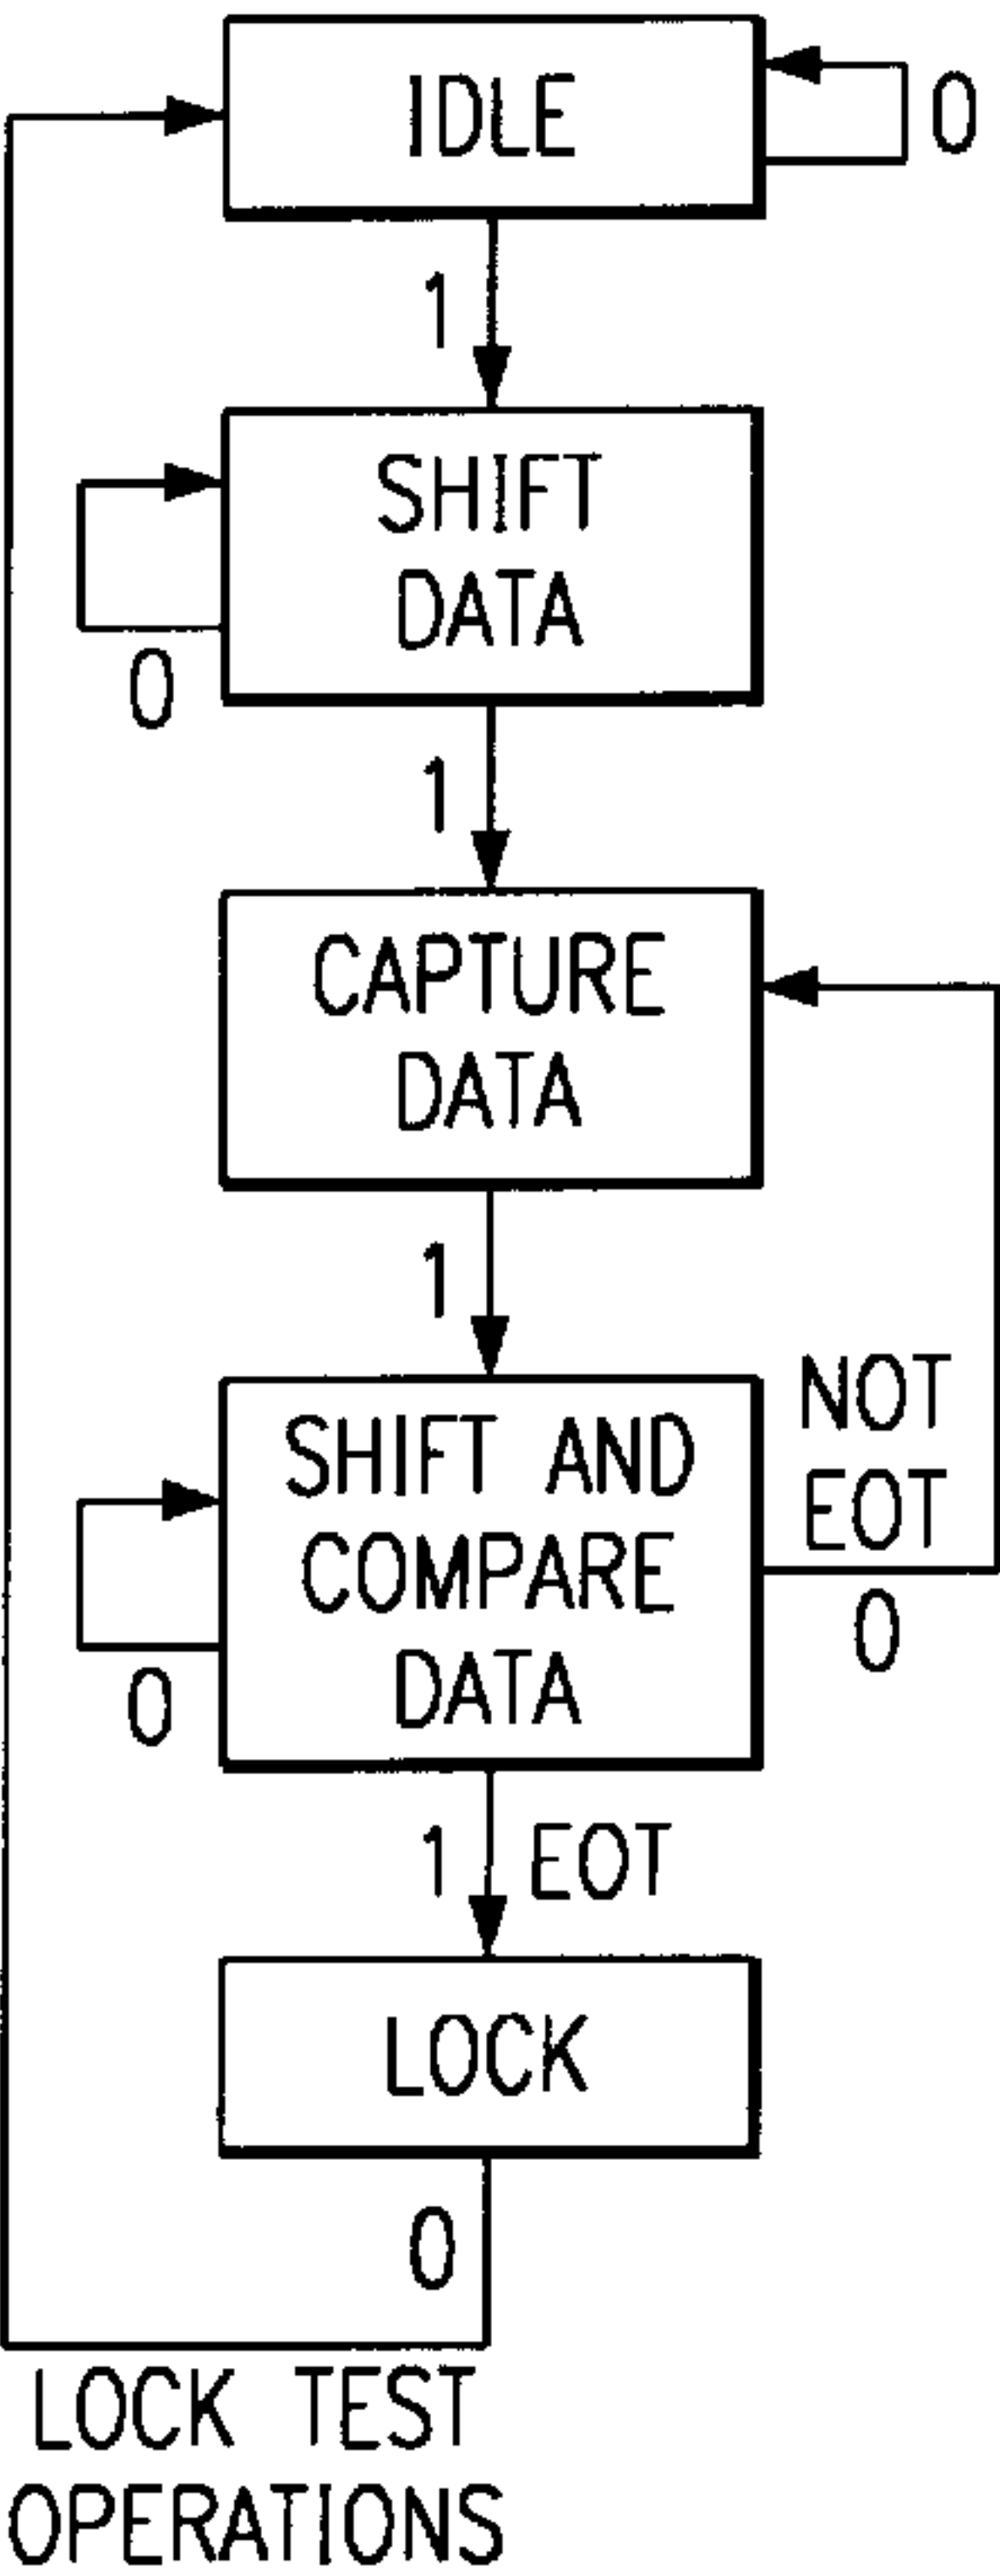 IDLE
0
1
SHIFT
DATA
0
1
CAPTURE
DATA
1
NOT
EOT
0
SHIFT AND
COMPARE
DATA
0
1 EOT
LOCK
0
LOCK TEST
OPERATIONS